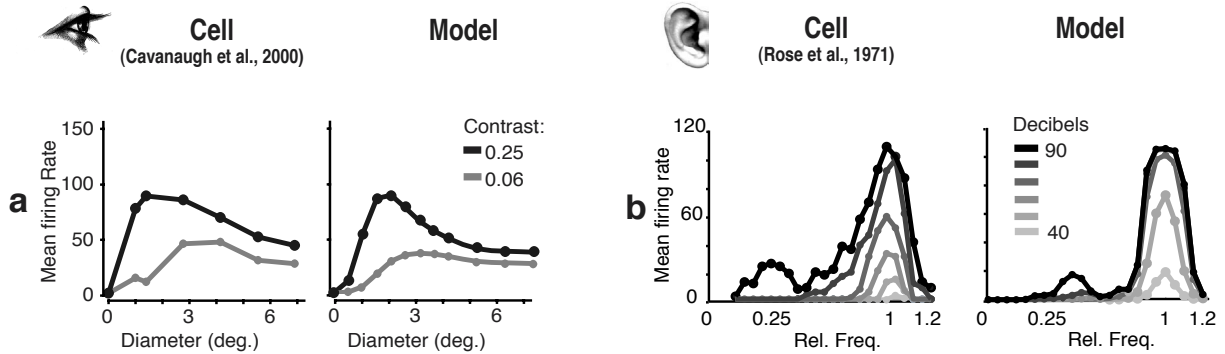 Cell
(Cavanaugh et al., 2000)
Model
Cell
(Rose et al., 1971)
Model
a
Mean firing Rate
150
100
50
0
0 3 6
Diameter (deg.)
Contrast:
0.25
0.06
0 3 6
Diameter (deg.)
b
Mean firing rate
120
60
0
0 0.25 1 1.2
Rel. Freq.
Decibels
90
40
0 0.25 1 1.2
Rel. Freq.